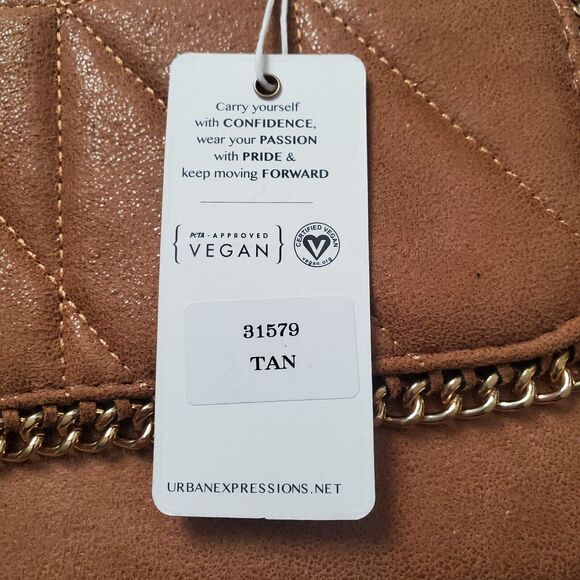 Carry yourself
with CONFIDENCE,
wear your PASSION
with PRIDE &
keep moving FORWARD
PETA - APPROVED
VEGAN
CERTIFIED VEGAN
V
vegan.org
31579
TAN
URBANEXPRESSIONS.NET